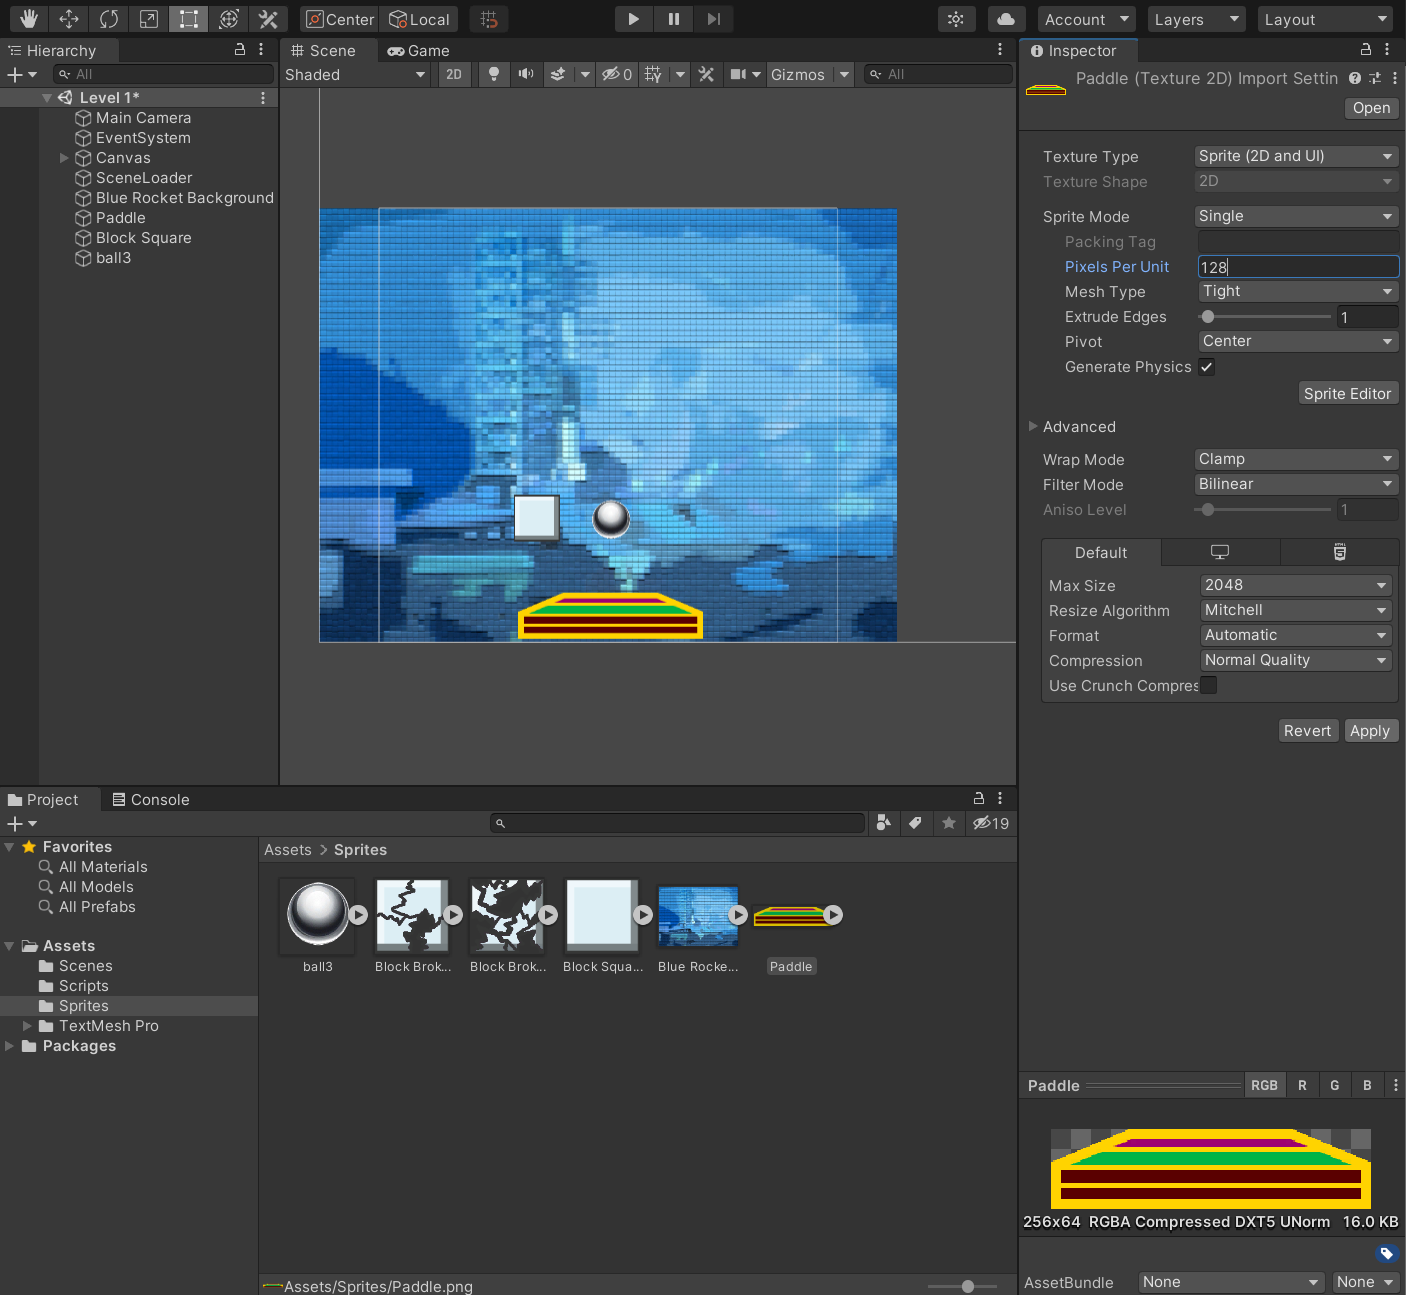 Center
Local
Account
Layers
Layout
Hierarchy
All
Level 1*
Main Camera
EventSystem
Canvas
SceneLoader
Blue Rocket Background
Paddle
Block Square
ball3
Scene
Game
Shaded
2D
0
Gizmos
All
Inspector
Paddle (Texture 2D) Import Settin
Open
Texture Type
Sprite (2D and UI)
Texture Shape
2D
Sprite Mode
Single
Packing Tag
Pixels Per Unit
128
Mesh Type
Tight
Extrude Edges
1
Pivot
Center
Generate Physics
Sprite Editor
Advanced
Wrap Mode
Clamp
Filter Mode
Bilinear
Aniso Level
1
Default
HTML
5
Max Size
2048
Resize Algorithm
Mitchell
Format
Automatic
Compression
Normal Quality
Use Crunch Compres
Revert
Apply
Project
Console
19
Favorites
All Materials
All Models
All Prefabs
Assets
Scenes
Scripts
Sprites
TextMesh Pro
Packages
Assets > Sprites
ball3
Block Brok...
Block Brok...
Block Squa...
Blue Rocke...
Paddle
Assets/Sprites/Paddle.png
Paddle
RGB
R
G
B
256x64 RGBA Compressed DXT5 UNorm 16.0 KB
AssetBundle
None
None